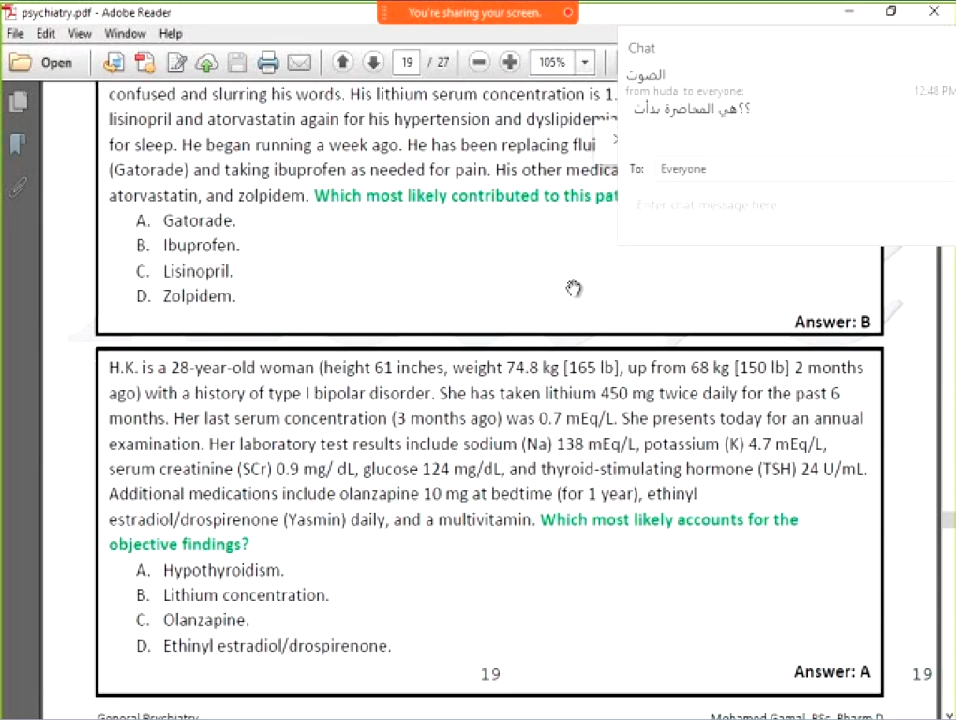 psychiatry.pdf - Adobe Reader
You're sharing your screen.
File Edit View Window Help
Open
19 / 27
105%
Chat
الصوت
from huda to everyone:
12:48 PM
؟؟هي المحاضرة بدأت
To: Everyone
Enter chat message here
confused and slurring his words. His lithium serum concentration is 1.
lisinopril and atorvastatin again for his hypertension and dyslipidemia
for sleep. He began running a week ago. He has been replacing flui
(Gatorade) and taking ibuprofen as needed for pain. His other medica
atorvastatin, and zolpidem. Which most likely contributed to this pat
A. Gatorade.
B. Ibuprofen.
C. Lisinopril.
D. Zolpidem.
Answer: B
H.K. is a 28-year-old woman (height 61 inches, weight 74.8 kg [165 lb], up from 68 kg [150 lb] 2 months
ago) with a history of type I bipolar disorder. She has taken lithium 450 mg twice daily for the past 6
months. Her last serum concentration (3 months ago) was 0.7 mEq/L. She presents today for an annual
examination. Her laboratory test results include sodium (Na) 138 mEq/L, potassium (K) 4.7 mEq/L,
serum creatinine (SCr) 0.9 mg/ dL, glucose 124 mg/dL, and thyroid-stimulating hormone (TSH) 24 U/mL.
Additional medications include olanzapine 10 mg at bedtime (for 1 year), ethinyl
estradiol/drospirenone (Yasmin) daily, and a multivitamin. Which most likely accounts for the
objective findings?
A. Hypothyroidism.
B. Lithium concentration.
C. Olanzapine.
D. Ethinyl estradiol/drospirenone.
19
Answer: A
19
General Psychiatry
Mohamed Gamal, BSc, Pharm D